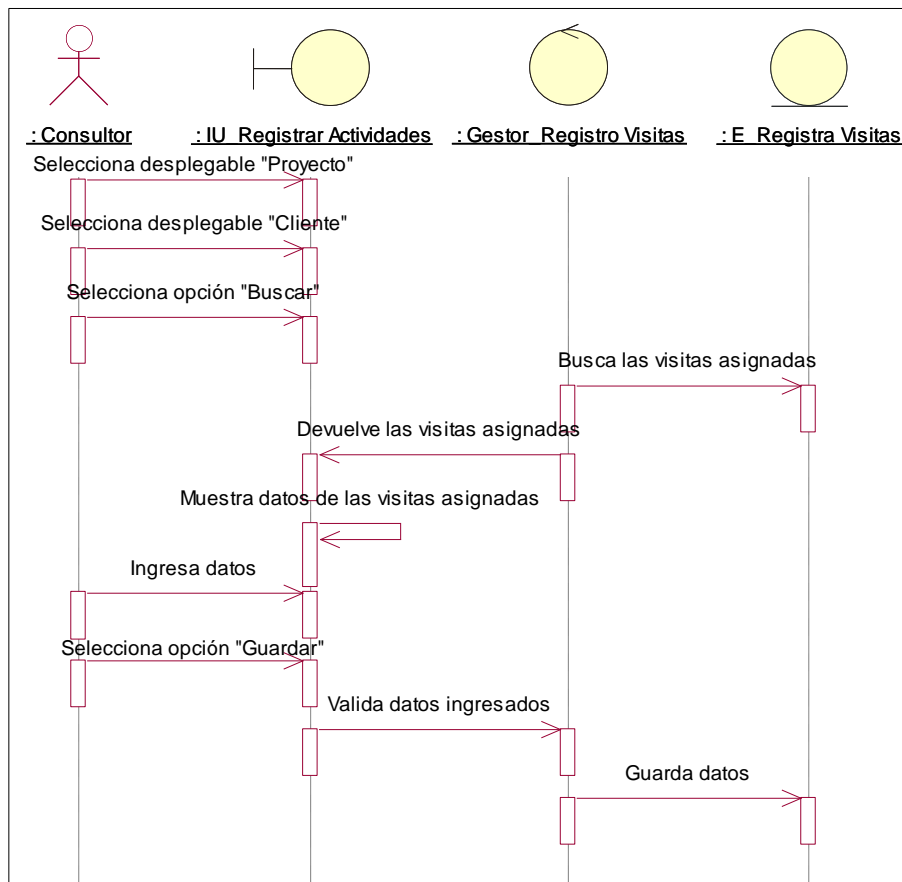 : Consultor
: IU_Registrar Actividades
: Gestor_Registro Visitas
: E_Registra Visitas
Selecciona desplegable "Proyecto"
Selecciona desplegable "Cliente"
Selecciona opción "Buscar"
Busca las visitas asignadas
Devuelve las visitas asignadas
Muestra datos de las visitas asignadas
Ingresa datos
Selecciona opción "Guardar"
Valida datos ingresados
Guarda datos